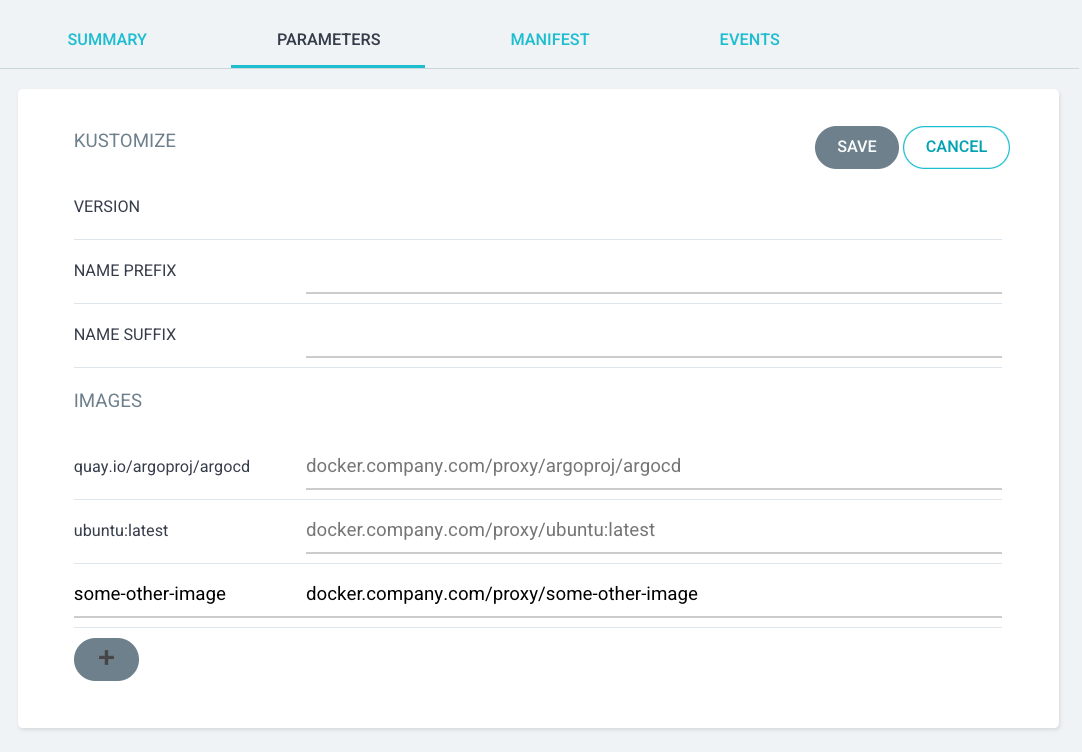 SUMMARY PARAMETERS MANIFEST EVENTS
KUSTOMIZE SAVE CANCEL
VERSION
NAME PREFIX
NAME SUFFIX
IMAGES
quay.io/argoproj/argocd docker.company.com/proxy/argoproj/argocd
ubuntu:latest docker.company.com/proxy/ubuntu:latest
some-other-image docker.company.com/proxy/some-other-image
+